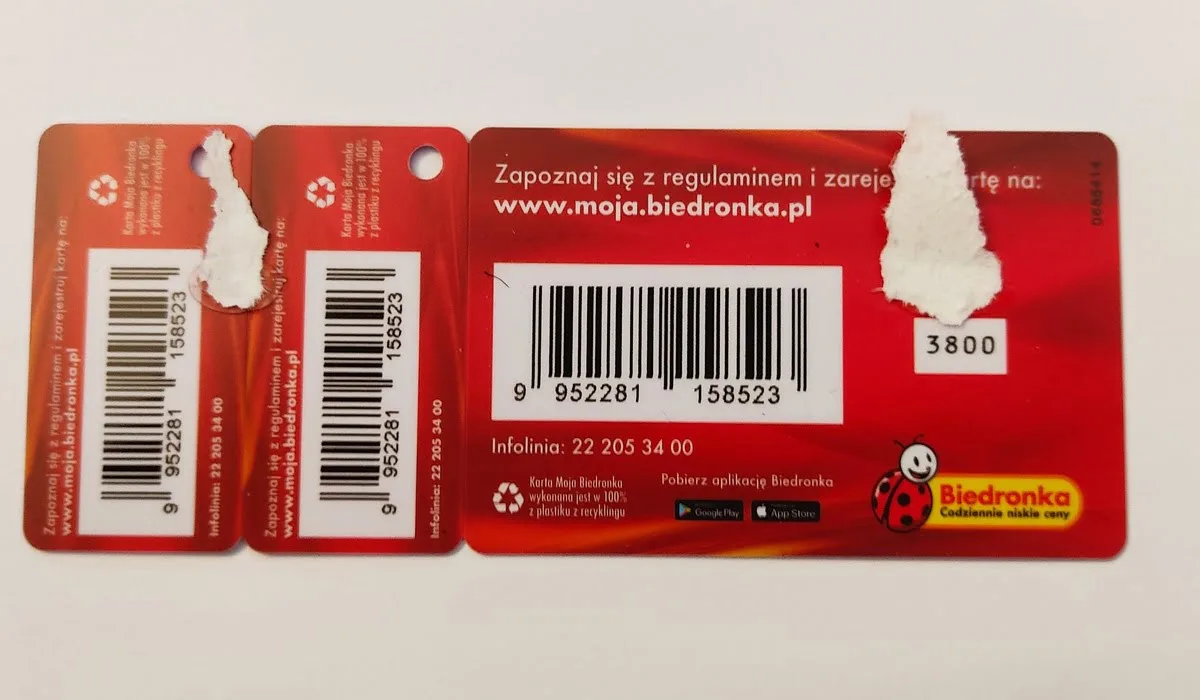 Karta Moja Biedronka
wykonana jest w 100%
z plastiku z recyklingu
Zapoznaj się z regulaminem i zarejestruj kartę na:
www.moja.biedronka.pl
9 952281 158523
Infolinia: 22 205 34 00
Karta Moja Biedronka
wykonana jest w 100%
z plastiku z recyklingu
Zapoznaj się z regulaminem i zarejestruj kartę na:
www.moja.biedronka.pl
9 952281 158523
Infolinia: 22 205 34 00
Zapoznaj się z regulaminem i na:
www.moja.biedronka.pl
9 952281 158523
3800
Infolinia: 22 205 34 00
Karta Moja Biedronka
wykonana jest w 100%
z plastiku z recyklingu
Pobierz aplikację Biedronka
Google Play
App Store
Biedronka
Codziennie niskie ceny